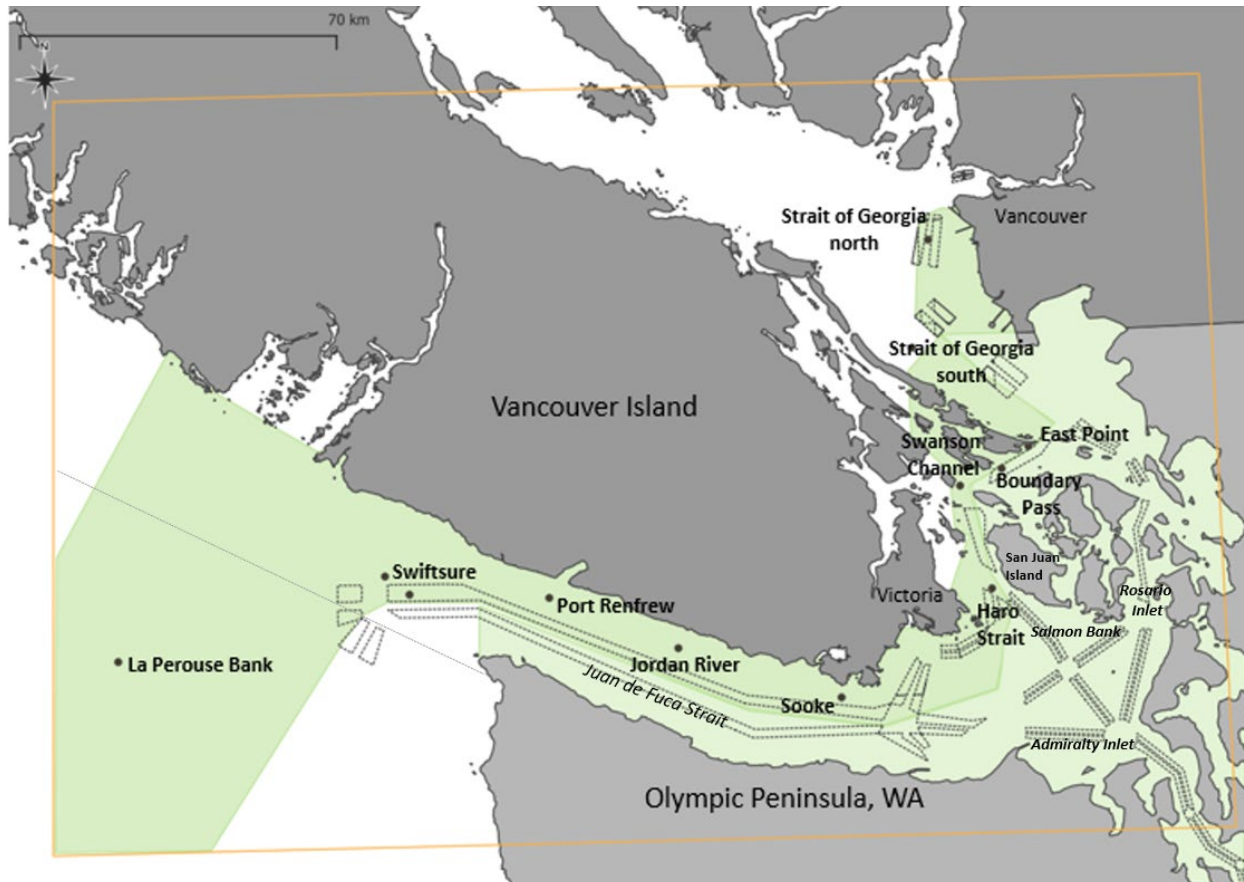 70 km
N
Strait of Georgia
north
Vancouver
Strait of Georgia
south
Vancouver Island
Swanson
Channel
East Point
Boundary
Pass
San Juan
Island
Swiftsure
Port Renfrew
Victoria
Haro
Strait
Rosario
Inlet
Salmon Bank
La Perouse Bank
Jordan River
Juan de Fuca Strait
Sooke
Admiralty Inlet
Olympic Peninsula, WA